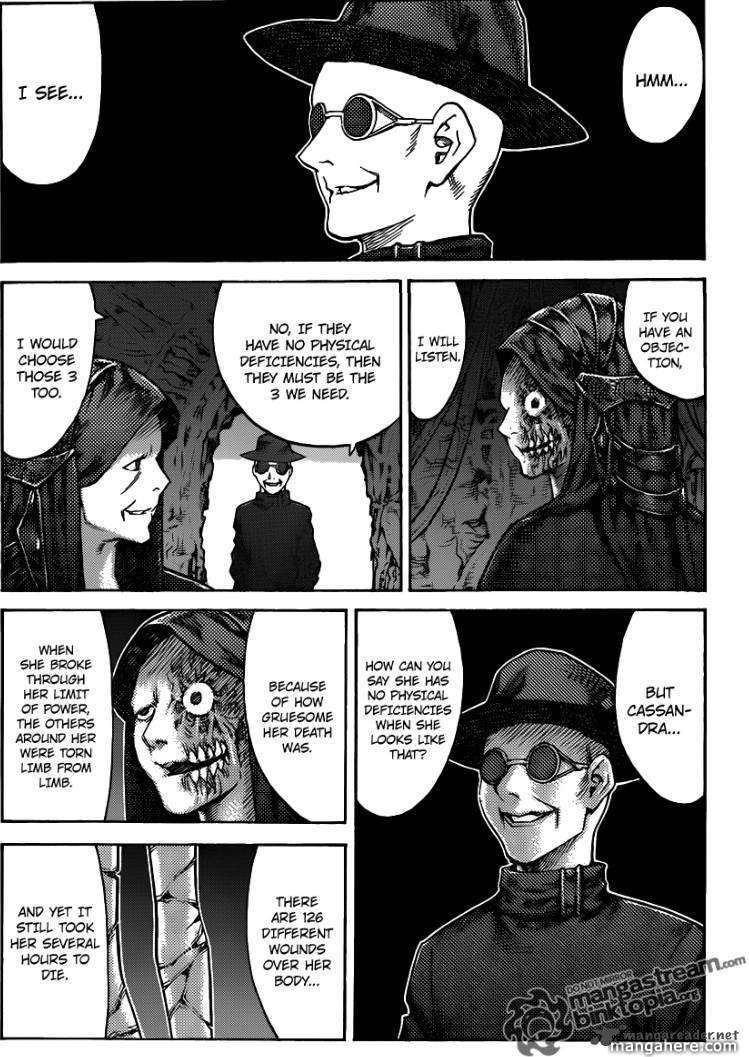 HMM...
I SEE...
IF YOU
HAVE AN
OBJEC-
TION,
I WILL
LISTEN.
NO, IF THEY
HAVE NO PHYSICAL
DEFICIENCIES, THEN
THEY MUST BE THE
3 WE NEED.
I WOULD
CHOOSE
THOSE 3
TOO.
BUT
CASSAN-
DRA...
HOW CAN YOU
SAY SHE HAS
NO PHYSICAL
DEFICIENCIES
WHEN SHE
LOOKS LIKE
THAT?
BECAUSE
OF HOW
GRUESOME
HER DEATH
WAS.
WHEN
SHE BROKE
THROUGH
HER LIMIT
OF POWER,
THE OTHERS
AROUND HER
WERE TORN
LIMB FROM
LIMB.
THERE
ARE 126
DIFFERENT
WOUNDS
OVER HER
BODY...
AND YET IT
STILL TOOK
HER SEVERAL
HOURS TO
DIE.
DO NOT MIRROR
mangastream.com
binktopia.org
mangareader.net
mangahere.com